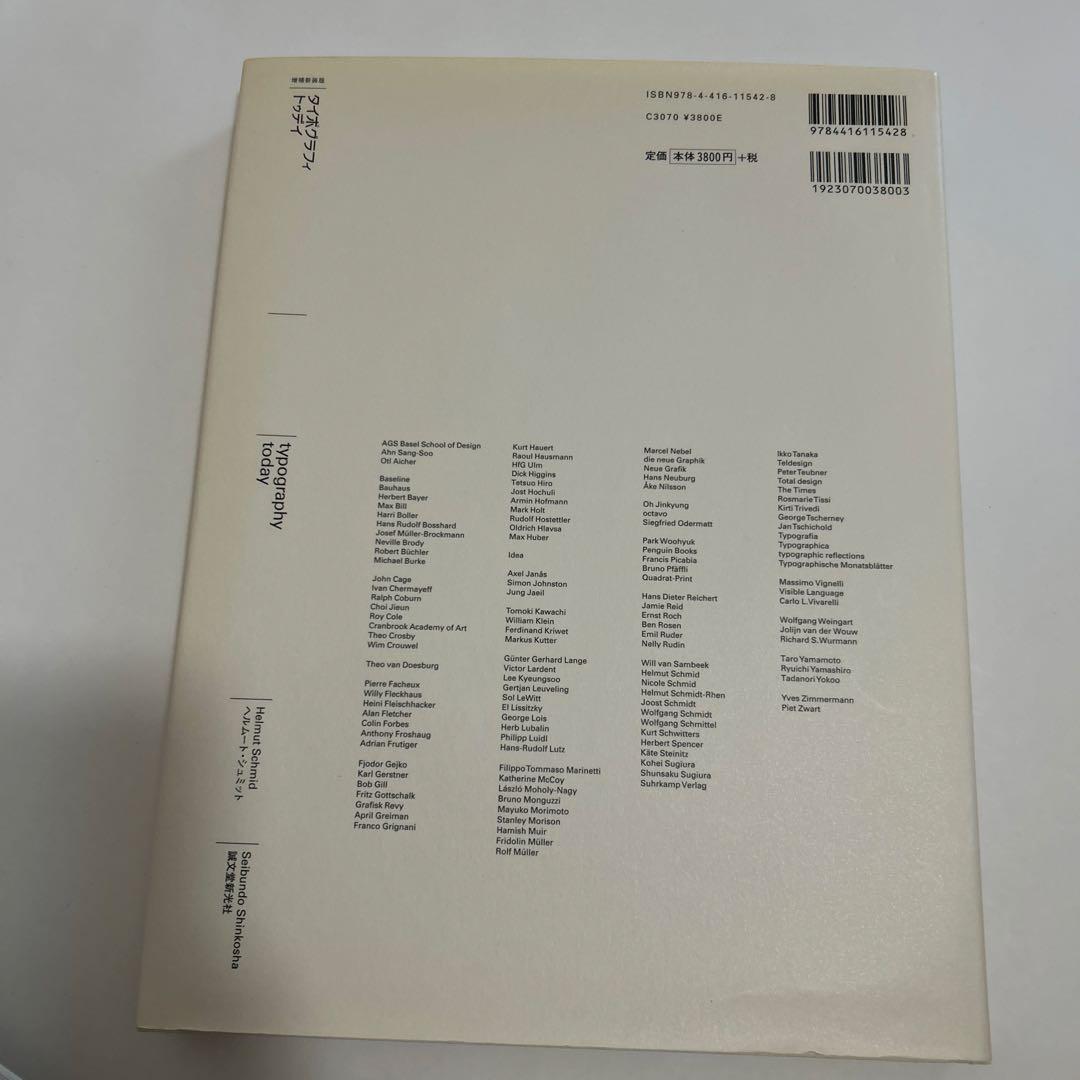 増補新装版
タイポグラフィ
トゥデイ
typography
today
Helmut Schmid
ヘルムート・シュミット
Seibundo Shinkosha
誠文堂新光社
ISBN978-4-416-11542-8
C3070 ¥3800E
定価 本体3800円 +税
9784416115428
1923070038003
AGS Basel School of Design
Ahn Sang-Soo
Otl Aicher
Baseline
Bauhaus
Herbert Bayer
Max Bill
Harri Boller
Hans Rudolf Bosshard
Josef Müller-Brockmann
Neville Brody
Robert Büchler
Michael Burke
John Cage
Ivan Chermayeff
Ralph Coburn
Choi Jieun
Roy Cole
Cranbrook Academy of Art
Theo Crosby
Wim Crouwel
Theo van Doesburg
Pierre Facheux
Willy Fleckhaus
Heini Fleischhacker
Alan Fletcher
Colin Forbes
Anthony Froshaug
Adrian Frutiger
Fjodor Gejko
Karl Gerstner
Bob Gill
Fritz Gottschalk
Grafisk Revy
April Greiman
Franco Grignani
Kurt Hauert
Raoul Hausmann
HfG Ulm
Dick Higgins
Tetsuo Hiro
Jost Hochuli
Armin Hofmann
Mark Holt
Rudolf Hostettler
Oldrich Hlavsa
Max Huber
Idea
Axel Janås
Simon Johnston
Jung Jaeil
Tomoki Kawachi
William Klein
Ferdinand Kriwet
Markus Kutter
Günter Gerhard Lange
Victor Lardent
Lee Kyeungsoo
Gertjan Leuveling
Sol LeWitt
El Lissitzky
George Lois
Herb Lubalin
Philipp Luidl
Hans-Rudolf Lutz
Filippo Tommaso Marinetti
Katherine McCoy
László Moholy-Nagy
Bruno Monguzzi
Mayuko Morimoto
Stanley Morison
Hamish Muir
Fridolin Müller
Rolf Müller
Marcel Nebel
die neue Graphik
Neue Grafik
Hans Neuburg
Åke Nilsson
Oh Jinkyung
octavo
Siegfried Odermatt
Park Woohyuk
Penguin Books
Francis Picabia
Bruno Pfäffli
Quadrat-Print
Hans Dieter Reichert
Jamie Reid
Ernst Roch
Ben Rosen
Emil Ruder
Nelly Rudin
Will van Sambeek
Helmut Schmid
Nicole Schmid
Helmut Schmidt-Rhen
Joost Schmidt
Wolfgang Schmidt
Wolfgang Schmittel
Kurt Schwitters
Herbert Spencer
Käte Steinitz
Kohei Sugiura
Shunsaku Sugiura
Suhrkamp Verlag
Ikko Tanaka
Teldesign
Peter Teubner
Total design
The Times
Rosmarie Tissi
Kirti Trivedi
George Tscherney
Jan Tschichold
Typografia
Typographica
typographic reflections
Typographische Monatsblätter
Massimo Vignelli
Visible Language
Carlo L.Vivarelli
Wolfgang Weingart
Jolijn van der Wouw
Richard S.Wurmann
Taro Yamamoto
Ryuichi Yamashiro
Tadanori Yokoo
Yves Zimmermann
Piet Zwart